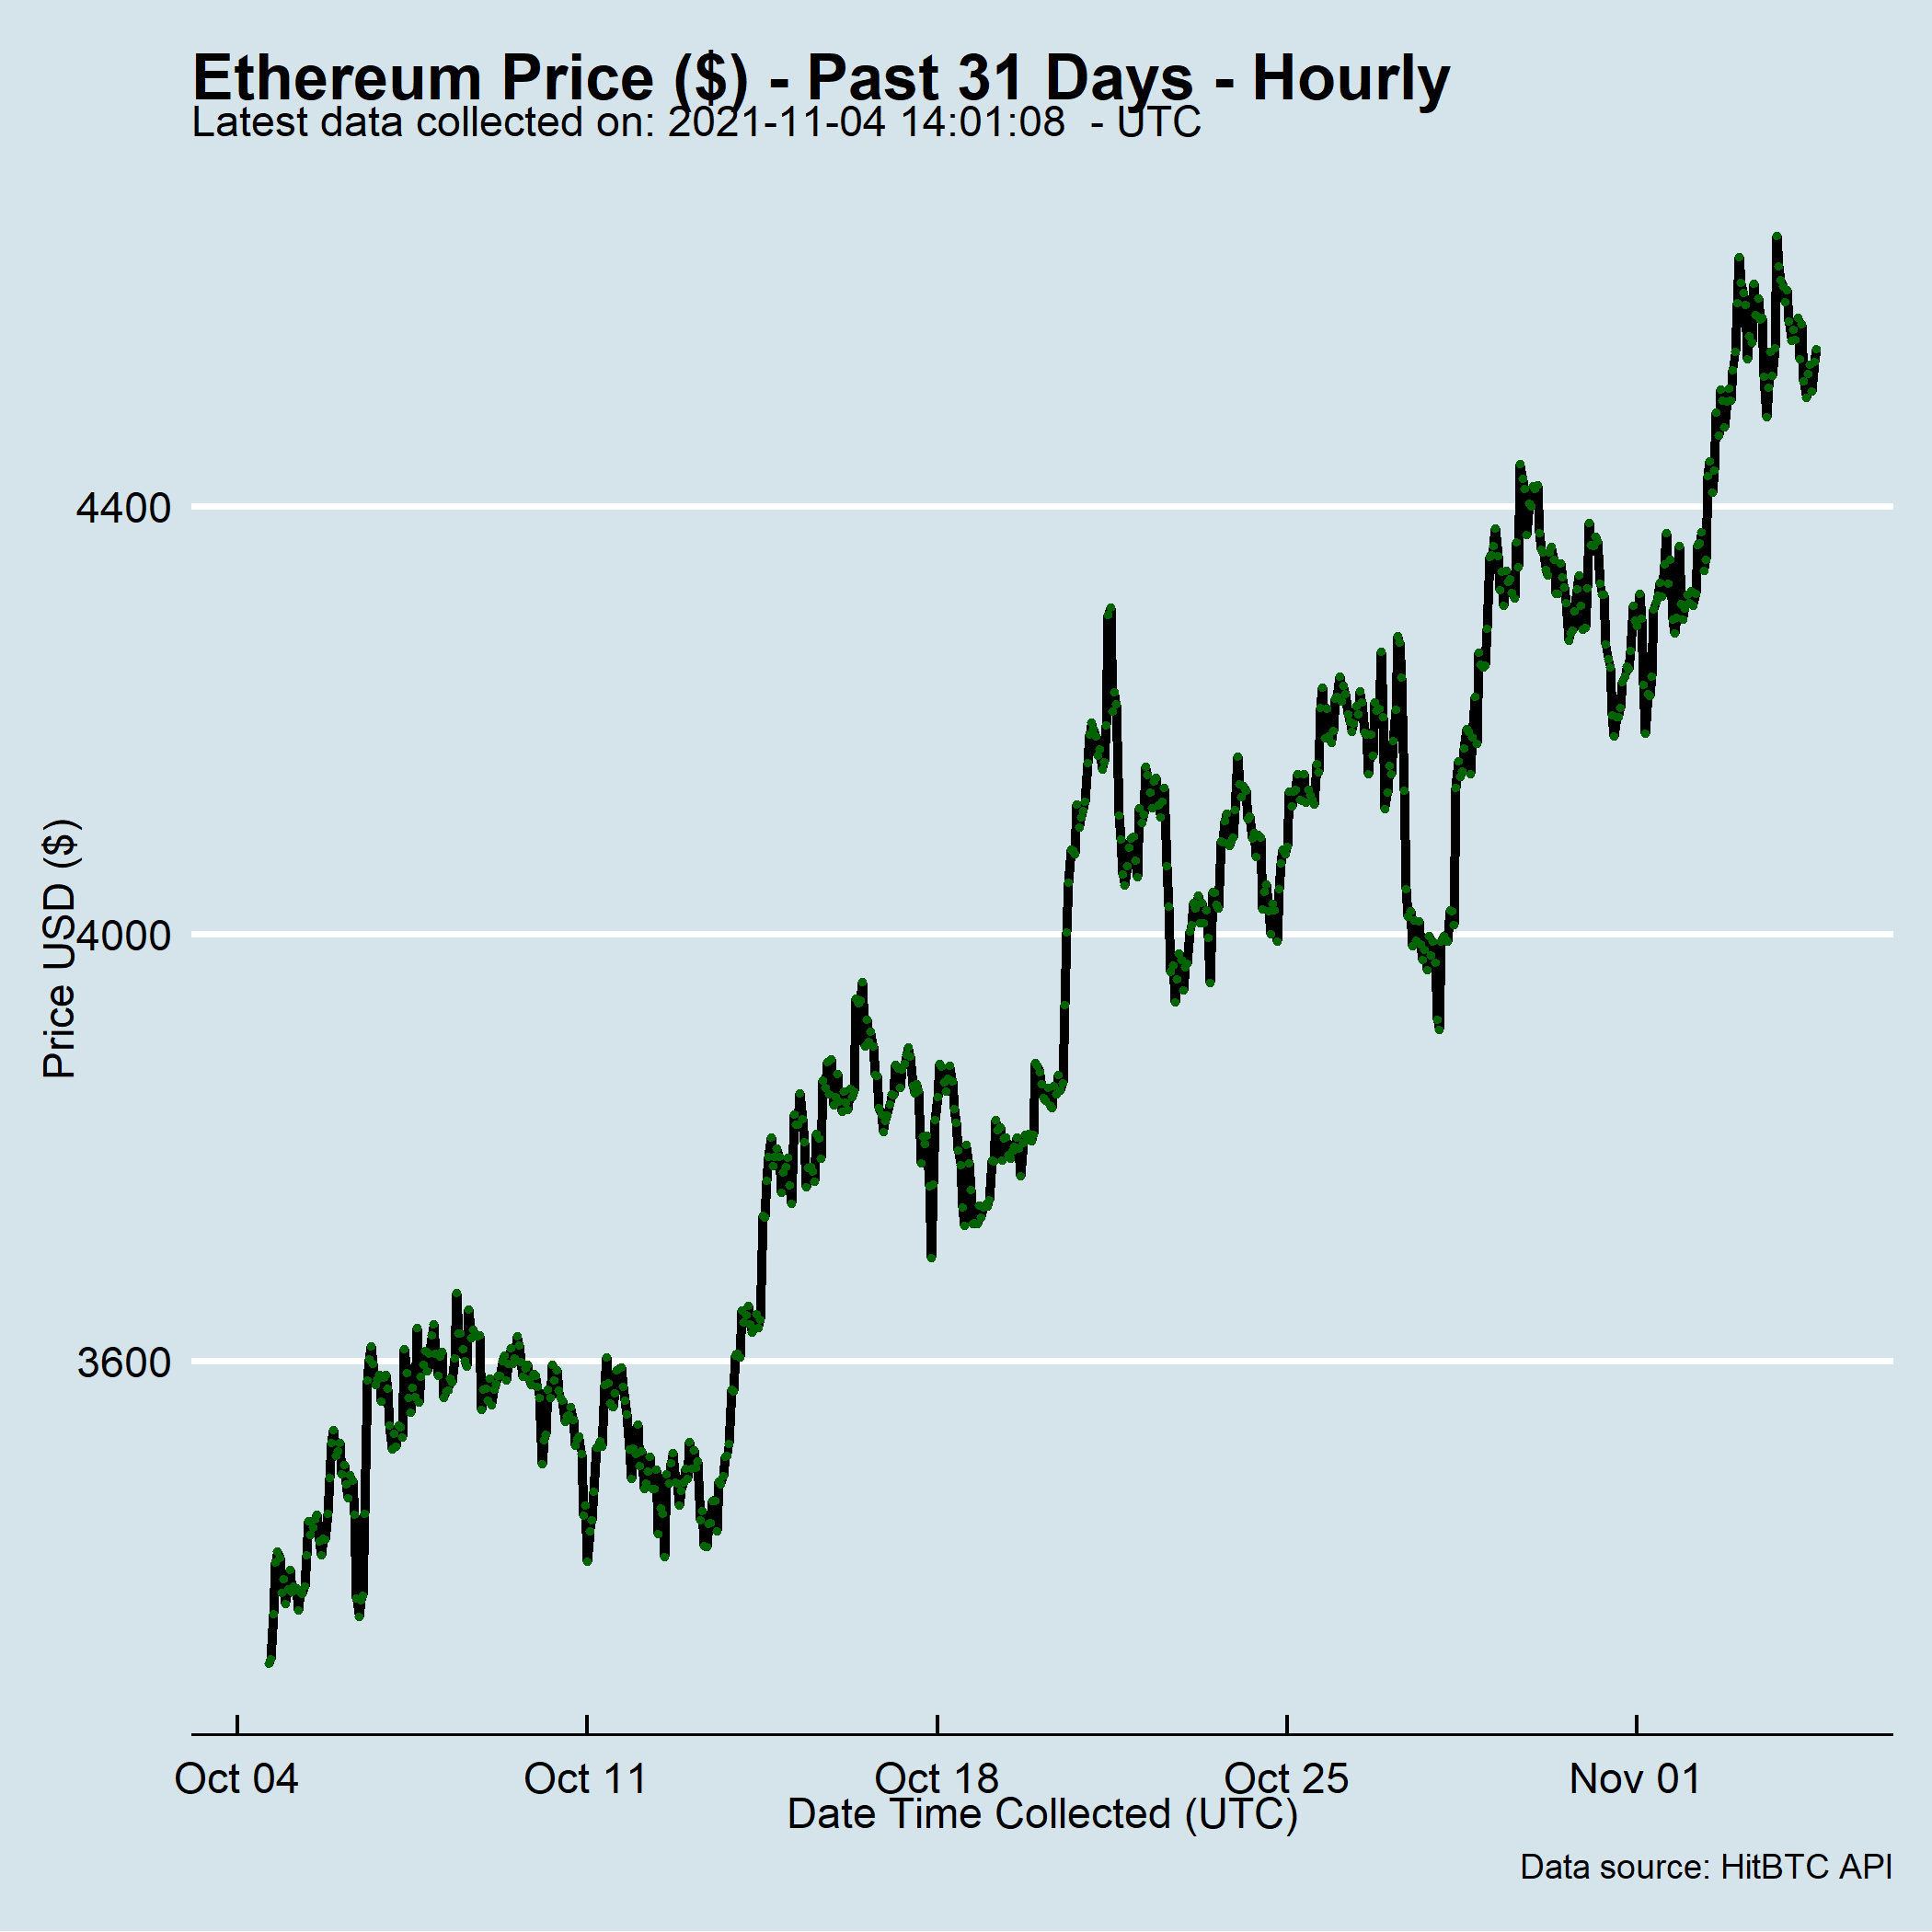 Ethereum Price ($) - Past 31 Days - Hourly
Latest data collected on: 2021-11-04 14:01:08  - UTC
Price USD ($)
4400
4000
3600
Oct 04
Oct 11
Oct 18
Oct 25
Nov 01
Date Time Collected (UTC)
Data source: HitBTC API